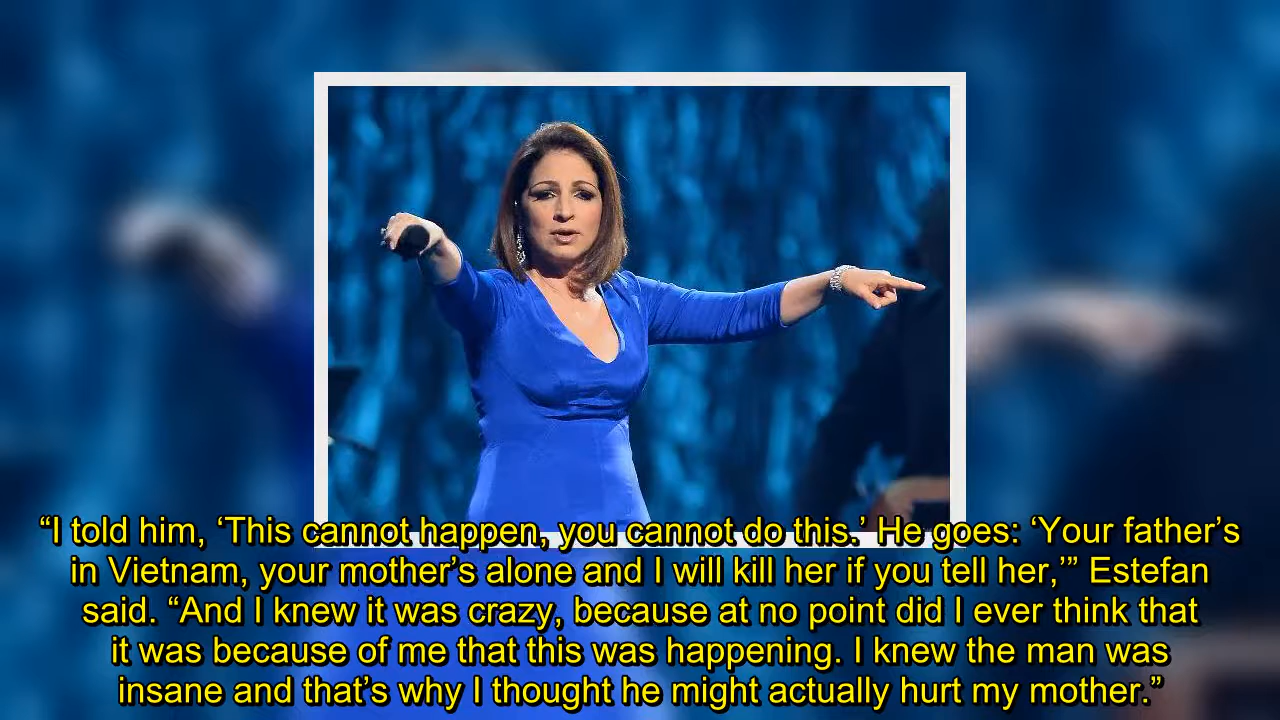 “I told him, ‘This cannot happen, you cannot do this.’ He goes: ‘Your father’s
in Vietnam, your mother’s alone and I will kill her if you tell her,’” Estefan
said. “And I knew it was crazy, because at no point did I ever think that
it was because of me that this was happening. I knew the man was
insane and that’s why I thought he might actually hurt my mother.”